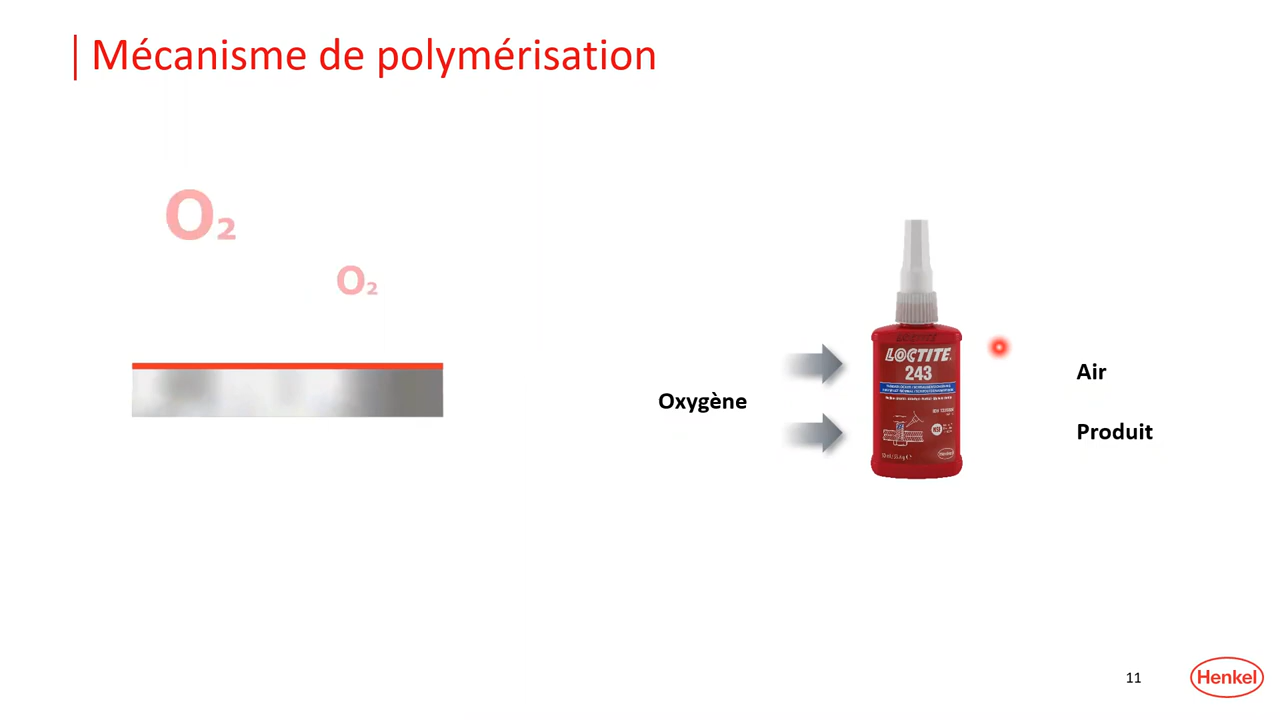 Mécanisme de polymérisation
O₂
O₂
LOCTITE
243
Oxygène
Air
Produit
11
Henkel